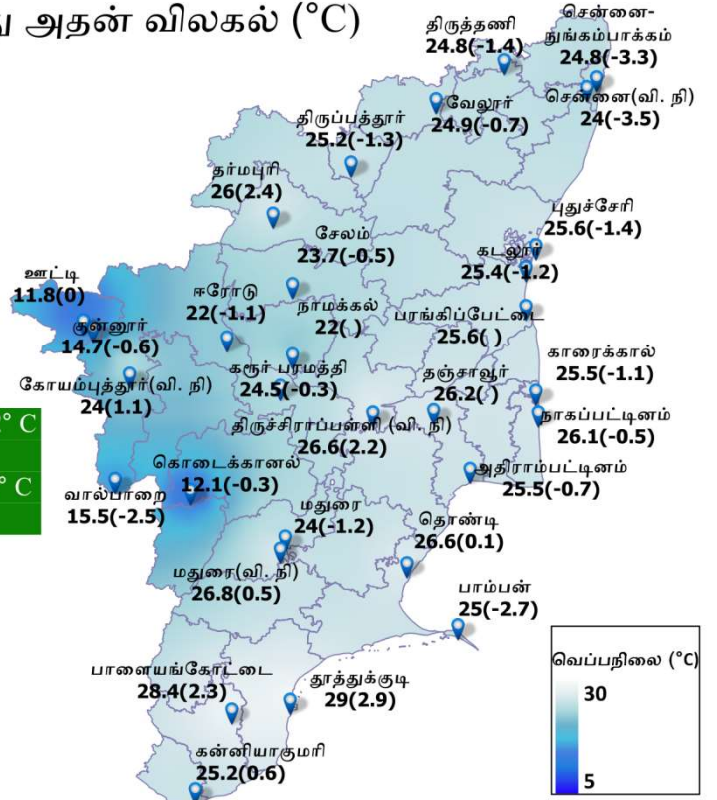 அதன் விலகல் (°C)
சென்னை-
நுங்கம்பாக்கம்
24.8(-3.3)
திருத்தணி
24.8(-1.4)
சென்னை(வி. நி)
24(-3.5)
வேலூர்
24.9(-0.7)
திருப்பத்தூர்
25.2(-1.3)
தர்மபுரி
26(2.4)
புதுச்சேரி
25.6(-1.4)
சேலம்
23.7(-0.5)
கடலூர்
25.4(-1.2)
ஊட்டி
11.8(0)
ஈரோடு
22(-1.1)
நாமக்கல்
22( )
பரங்கிப்பேட்டை
25.6( )
குன்னூர்
14.7(-0.6)
காரைக்கால்
25.5(-1.1)
கரூர் பரமத்தி
24.5(-0.3)
தஞ்சாவூர்
26.2( )
கோயம்புத்தூர்(வி. நி)
24(1.1)
நாகப்பட்டினம்
26.1(-0.5)
திருச்சிராப்பள்ளி (வி. நி)
26.6(2.2)
° C
கொடைக்கானல்
12.1(-0.3)
அதிராம்பட்டினம்
25.5(-0.7)
° C
வால்பாறை
15.5(-2.5)
மதுரை
24(-1.2)
தொண்டி
26.6(0.1)
மதுரை(வி. நி)
26.8(0.5)
பாம்பன்
25(-2.7)
வெப்பநிலை (°C)
30
5
பாளையங்கோட்டை
28.4(2.3)
தூத்துக்குடி
29(2.9)
கன்னியாகுமரி
25.2(0.6)